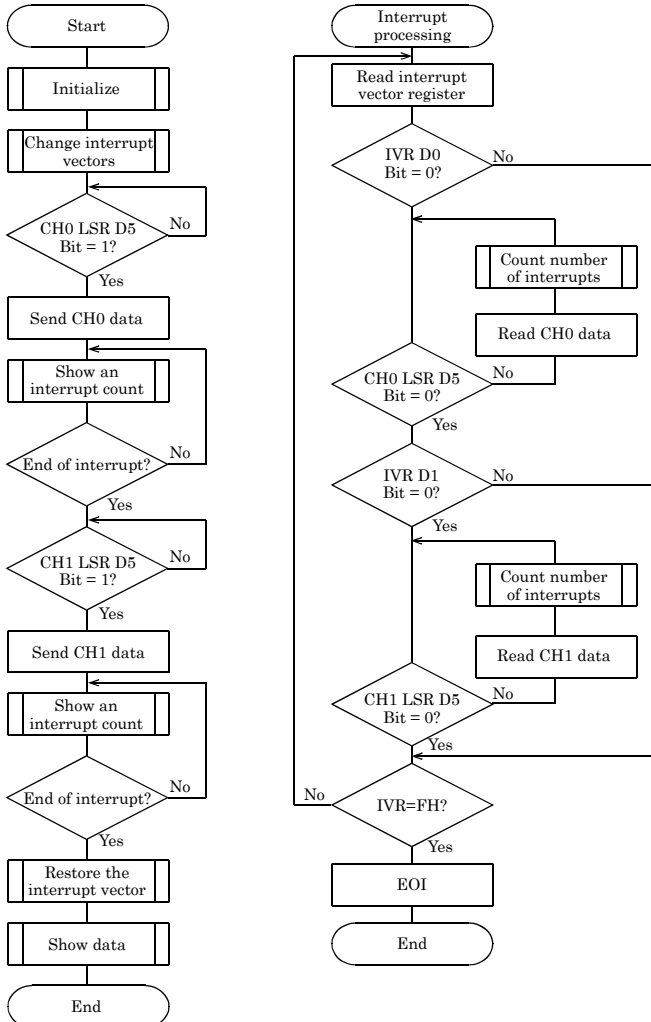 Start
Initialize
Change interrupt
vectors
CH0 LSR D5
Bit = 1?
No
Yes
Send CH0 data
Show an
interrupt count
End of interrupt?
No
Yes
CH1 LSR D5
Bit = 1?
No
Yes
Send CH1 data
Show an
interrupt count
End of interrupt?
No
Yes
Restore the
interrupt vector
Show data
End
Interrupt
processing
Read interrupt
vector register
IVR D0
Bit = 0?
No
Count number
of interrupts
Read CH0 data
CH0 LSR D5
Bit = 0?
No
Yes
IVR D1
Bit = 0?
No
Yes
Count number
of interrupts
Read CH1 data
CH1 LSR D5
Bit = 0?
No
Yes
IVR=FH?
No
Yes
EOI
End